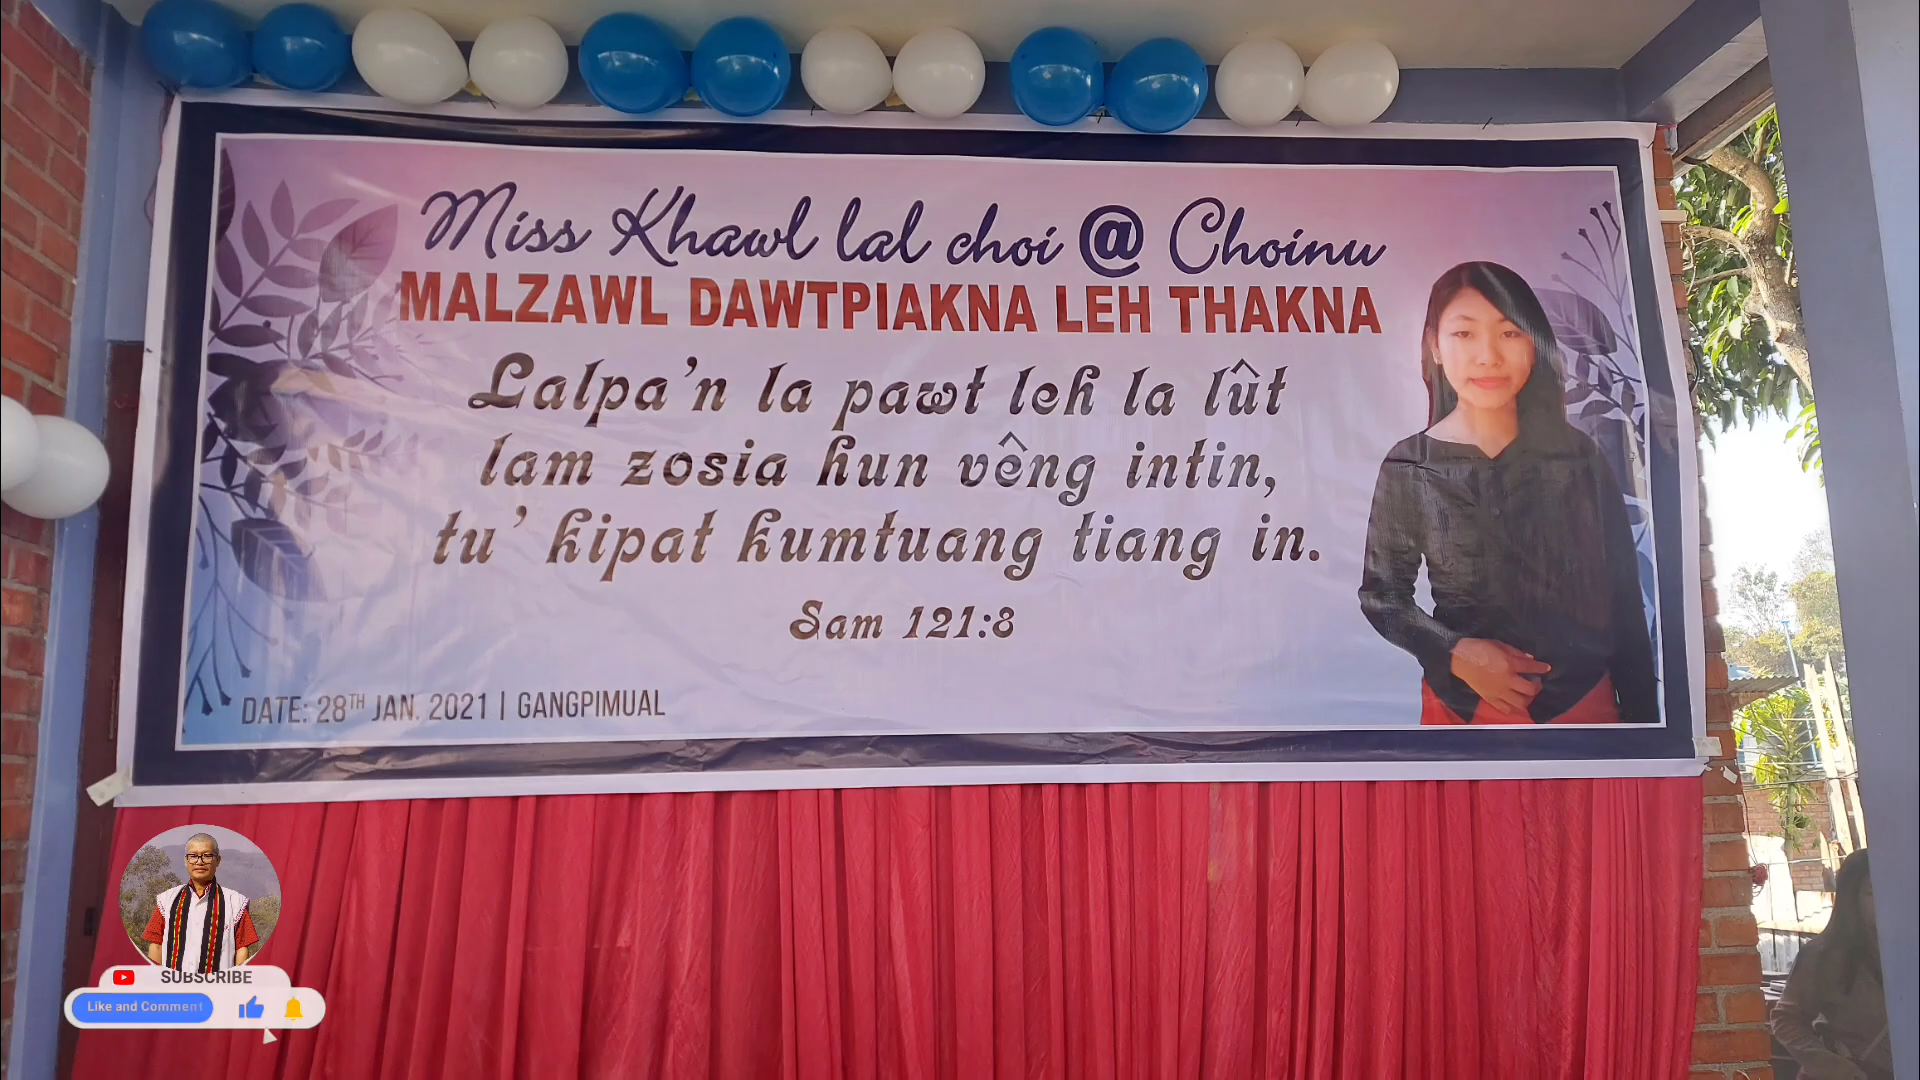 Miss Khawl lal choi @ Choinu
MALZAWL DAWTPIAKNA LEH THAKNA
Lalpa'n la pawt leh la lût
lam zosia hun vêng intin,
tu' kipat kumtuang tiang in.
Sam 121:8
DATE: 28TH JAN. 2021 | GANGPIMUAL
SUBSCRIBE
Like and Comment